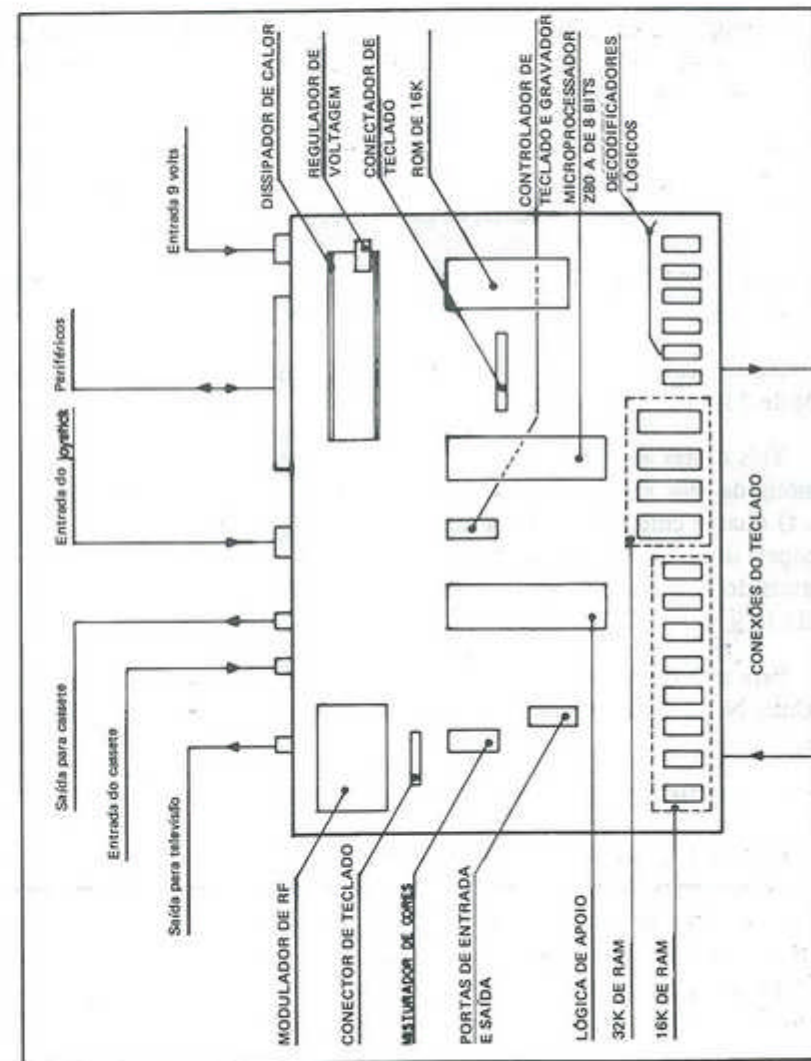 Saída para cassete
Entrada do joystick
Periféricos
Entrada 9 volts
Entrada do cassete
Saída para televisão
MODULADOR DE RF
CONECTOR DE TECLADO
MISTURADOR DE CORES
PORTAS DE ENTRADA
E SAÍDA
LÓGICA DE APOIO
32K DE RAM
16K DE RAM
DISSIPADOR DE CALOR
REGULADOR DE
VOLTAGEM
CONECTADOR DE
TECLADO
ROM DE 16K
CONTROLADOR DE
TECLADO E GRAVADOR
MICROPROCESSADOR
Z80 A DE 8 BITS
DECODIFICADORES
LÓGICOS
CONEXÕES DO TECLADO